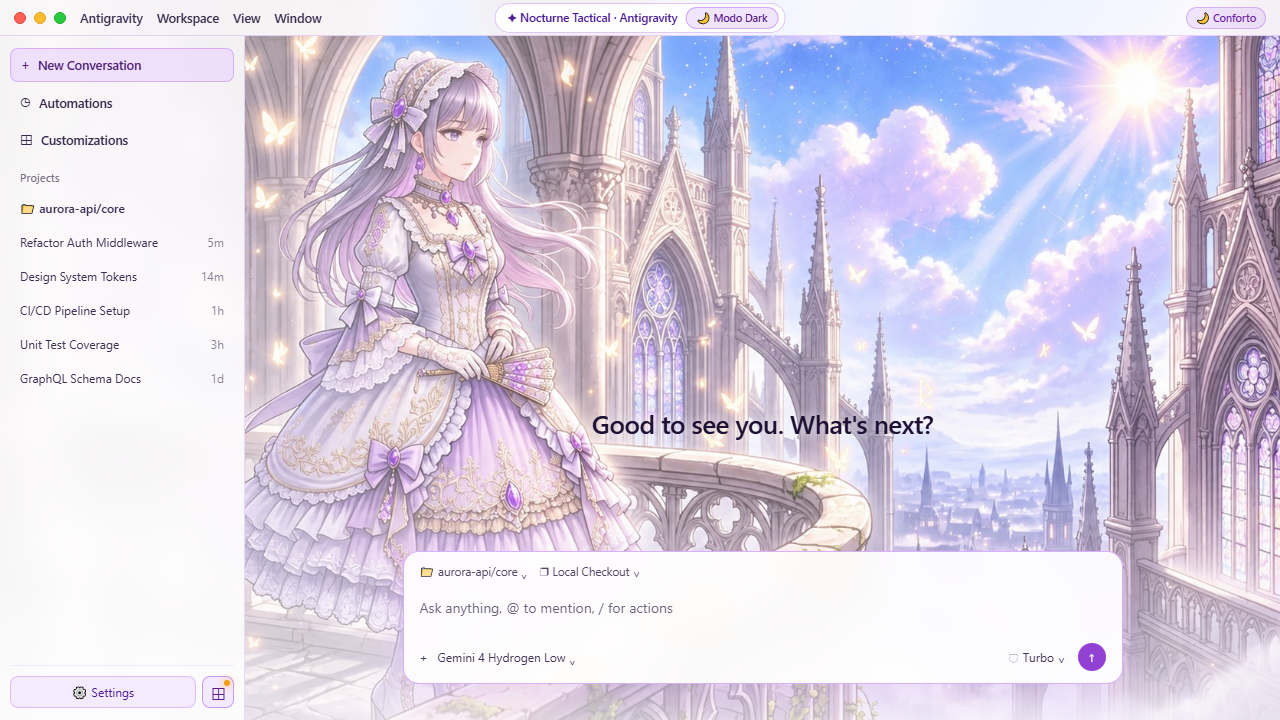 Antigravity Workspace View Window
✦ Nocturne Tactical · Antigravity
🌙 Modo Dark
🌙 Conforto
+ New Conversation
Automations
Customizations
Projects
aurora-api/core
Refactor Auth Middleware 5m
Design System Tokens 14m
CI/CD Pipeline Setup 1h
Unit Test Coverage 3h
GraphQL Schema Docs 1d
Settings
Good to see you. What's next?
aurora-api/core Local Checkout
Ask anything, @ to mention, / for actions
+ Gemini 4 Hydrogen Low
Turbo